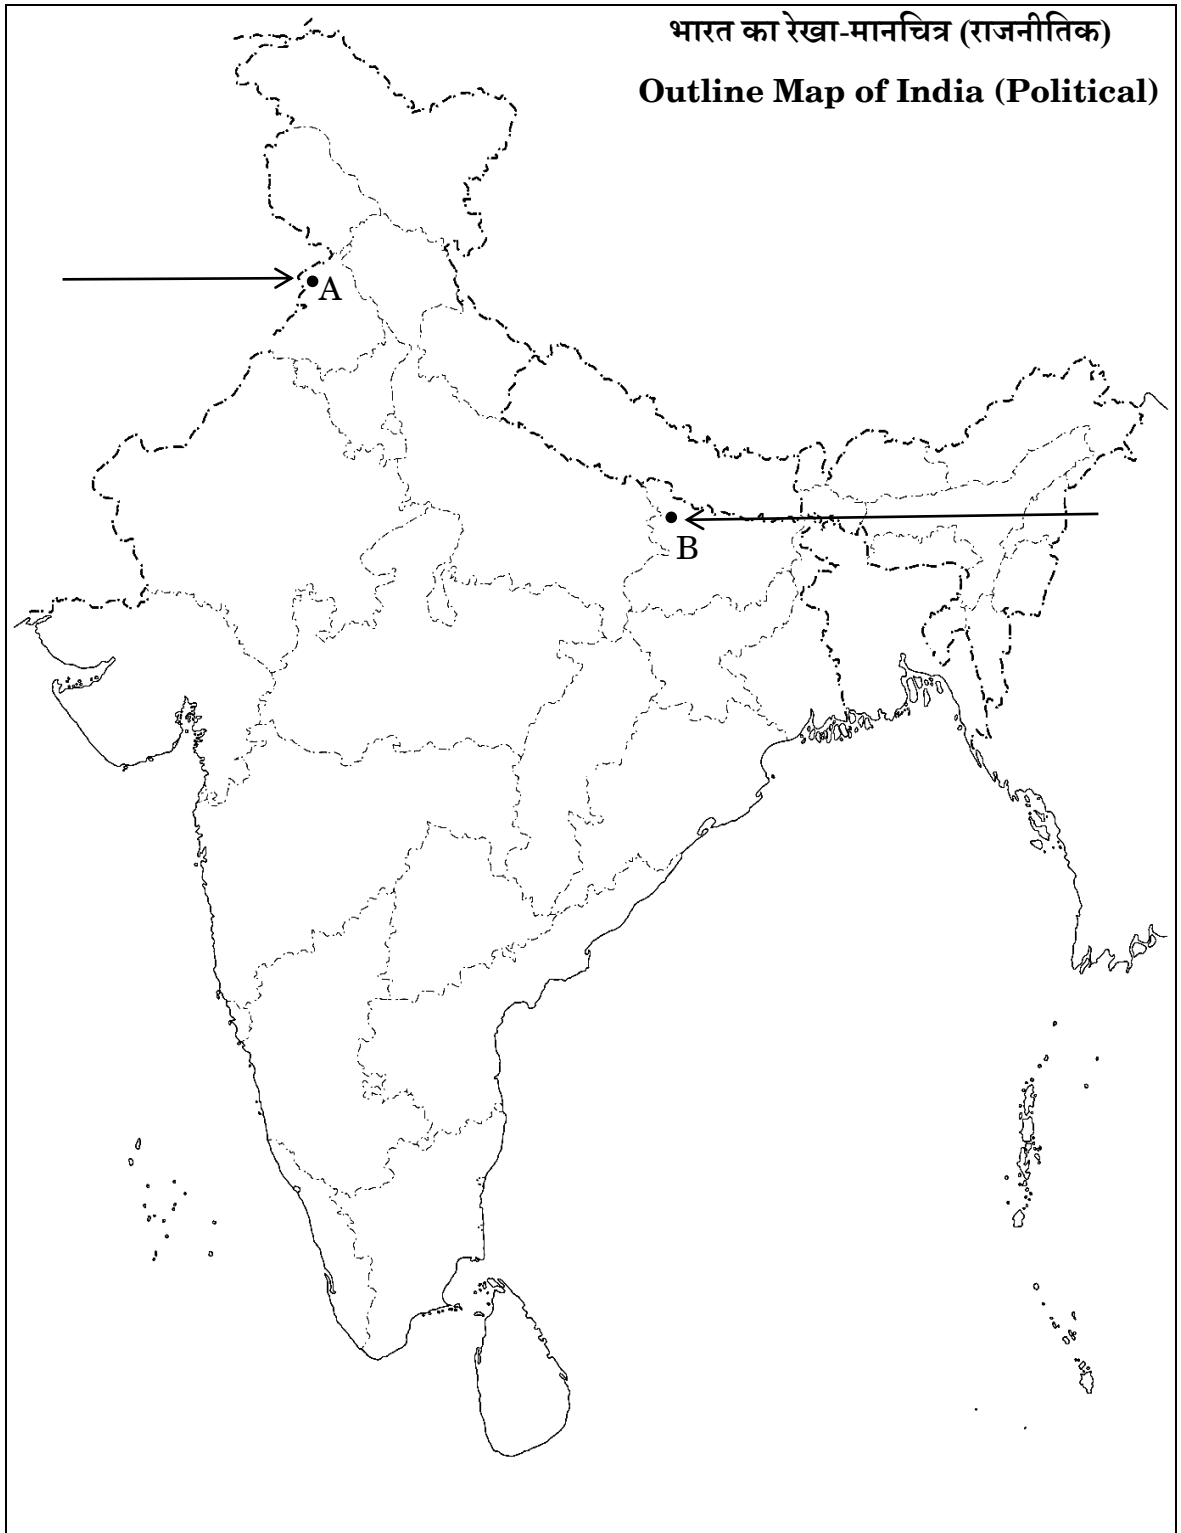 भारत का रेखा-मानचित्र (राजनीतिक)
Outline Map of India (Political)
A
B